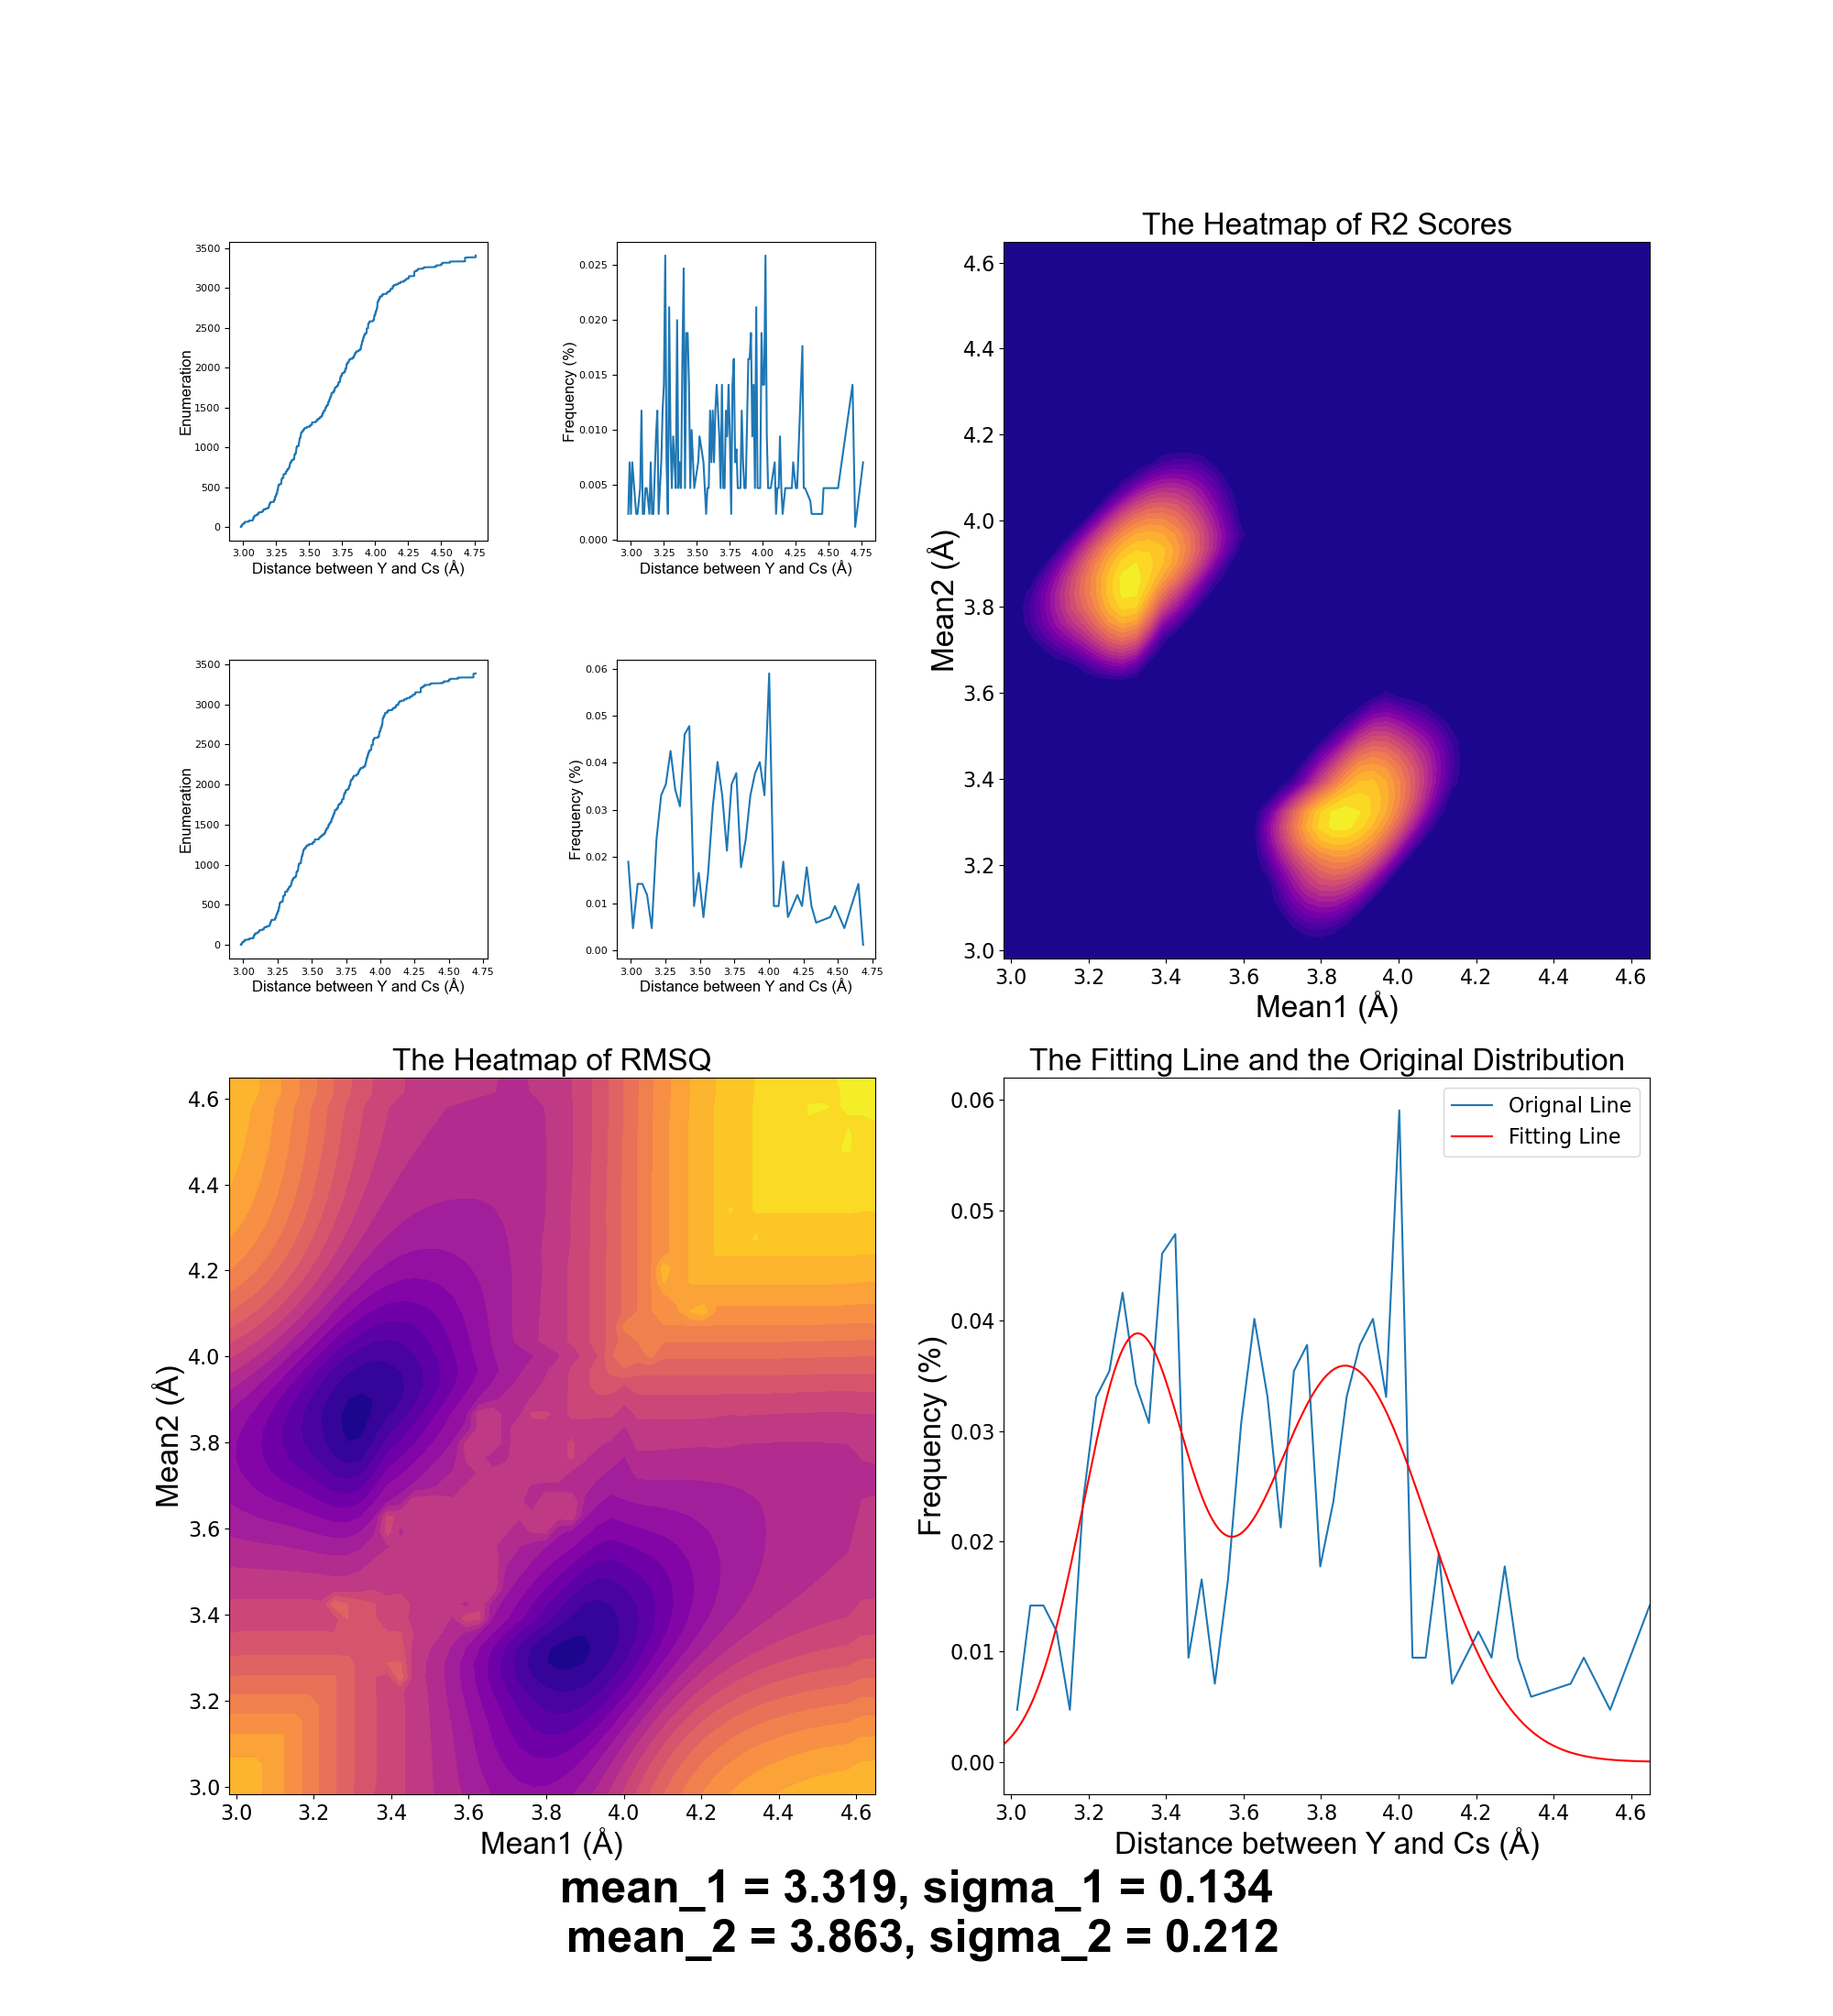 3500
3000
2500
2000
1500
1000
500
0
Enumeration
3.00 3.25 3.50 3.75 4.00 4.25 4.50 4.75
Distance between Y and Cs (Å)
0.025
0.020
0.015
0.010
0.005
0.000
Frequency (%)
3.00 3.25 3.50 3.75 4.00 4.25 4.50 4.75
Distance between Y and Cs (Å)
3500
3000
2500
2000
1500
1000
500
0
Enumeration
3.00 3.25 3.50 3.75 4.00 4.25 4.50 4.75
Distance between Y and Cs (Å)
0.06
0.05
0.04
0.03
0.02
0.01
0.00
Frequency (%)
3.00 3.25 3.50 3.75 4.00 4.25 4.50 4.75
Distance between Y and Cs (Å)
The Heatmap of R2 Scores
4.6
4.4
4.2
4.0
3.8
3.6
3.4
3.2
3.0
Mean2 (Å)
3.0 3.2 3.4 3.6 3.8 4.0 4.2 4.4 4.6
Mean1 (Å)
The Heatmap of RMSQ
4.6
4.4
4.2
4.0
3.8
3.6
3.4
3.2
3.0
Mean2 (Å)
3.0 3.2 3.4 3.6 3.8 4.0 4.2 4.4 4.6
Mean1 (Å)
The Fitting Line and the Original Distribution
Orignal Line
Fitting Line
0.06
0.05
0.04
0.03
0.02
0.01
0.00
Frequency (%)
3.0 3.2 3.4 3.6 3.8 4.0 4.2 4.4 4.6
Distance between Y and Cs (Å)
mean_1 = 3.319, sigma_1 = 0.134
mean_2 = 3.863, sigma_2 = 0.212